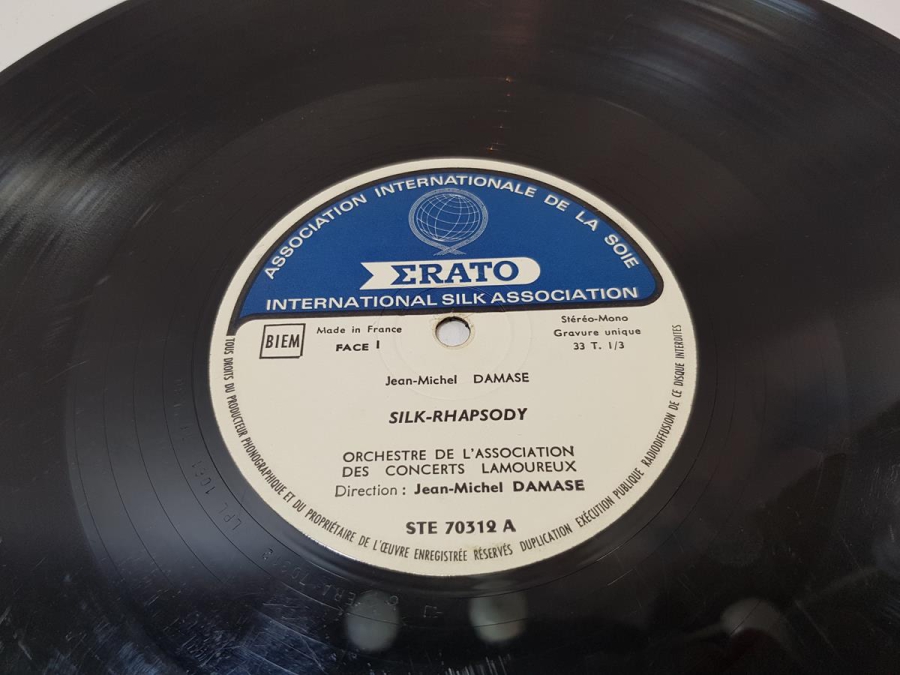 ASSOCIATION INTERNATIONALE DE LA SOIE
ΣRATO
INTERNATIONAL SILK ASSOCIATION
BIEM
Made in France
FACE 1
Stéréo-Mono
Gravure unique
33 T. 1/3
Jean-Michel DAMASE
SILK-RHAPSODY
ORCHESTRE DE L'ASSOCIATION
DES CONCERTS LAMOUREUX
Direction : Jean-Michel DAMASE
STE 70312 A
TOUS DROITS DU PRODUCTEUR PHONOGRAPHIQUE ET DU PROPRIÉTAIRE DE L'ŒUVRE ENREGISTRÉE RÉSERVÉS DUPLICATION EXÉCUTION PUBLIQUE RADIODIFFUSION DE CE DISQUE INTERDITES